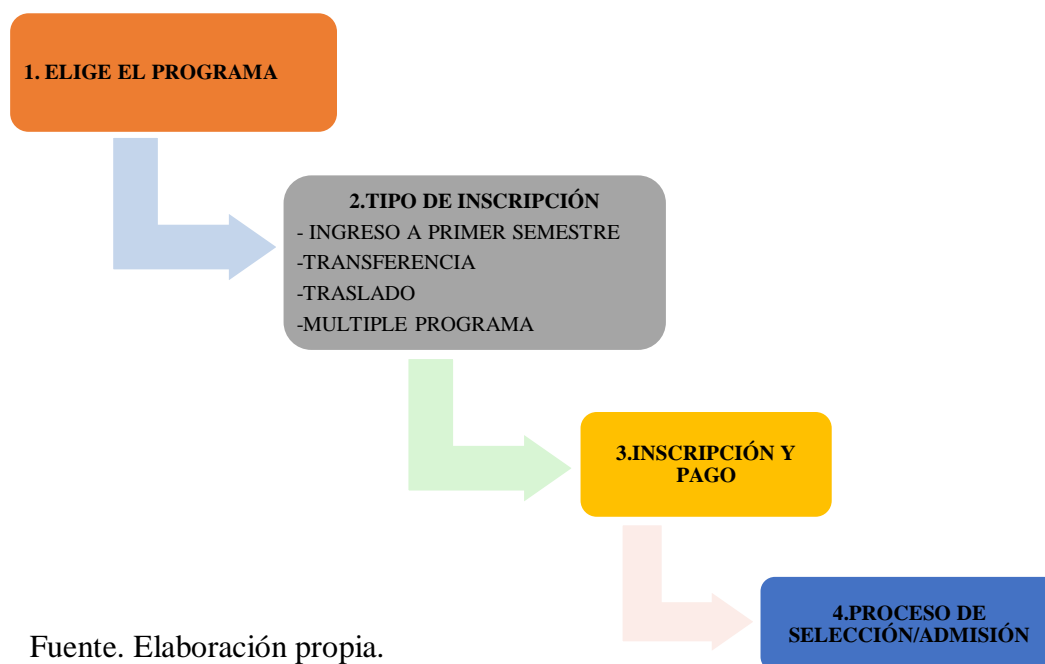 1. ELIGE EL PROGRAMA
2.TIPO DE INSCRIPCIÓN
- INGRESO A PRIMER SEMESTRE
-TRANSFERENCIA
-TRASLADO
-MULTIPLE PROGRAMA
3.INSCRIPCIÓN Y
PAGO
4.PROCESO DE
SELECCIÓN/ADMISIÓN
Fuente. Elaboración propia.